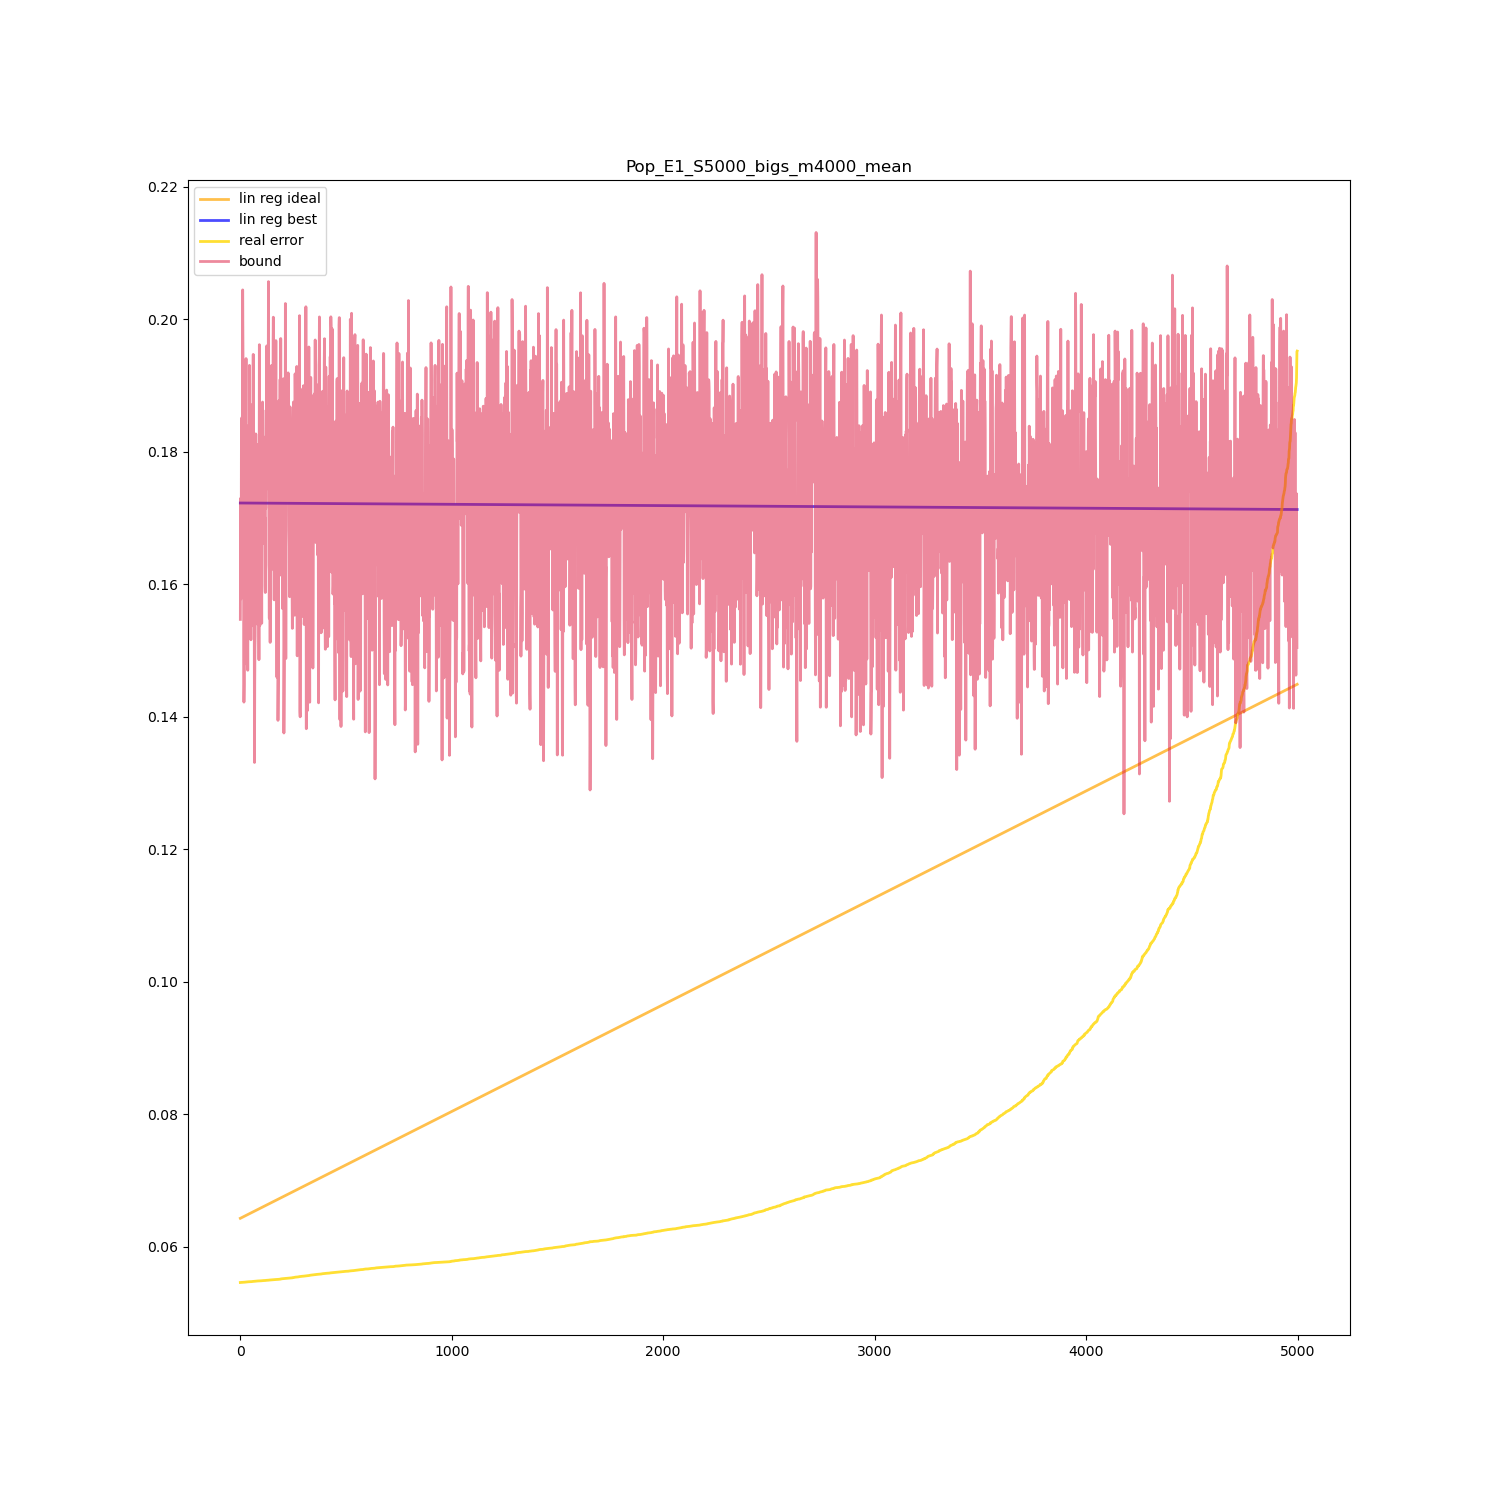 Pop_E1_S5000_bigs_m4000_mean
0.22
lin reg ideal
lin reg best
real error
bound
0.20
0.18
0.16
0.14
0.12
0.10
0.08
0.06
0 1000 2000 3000 4000 5000